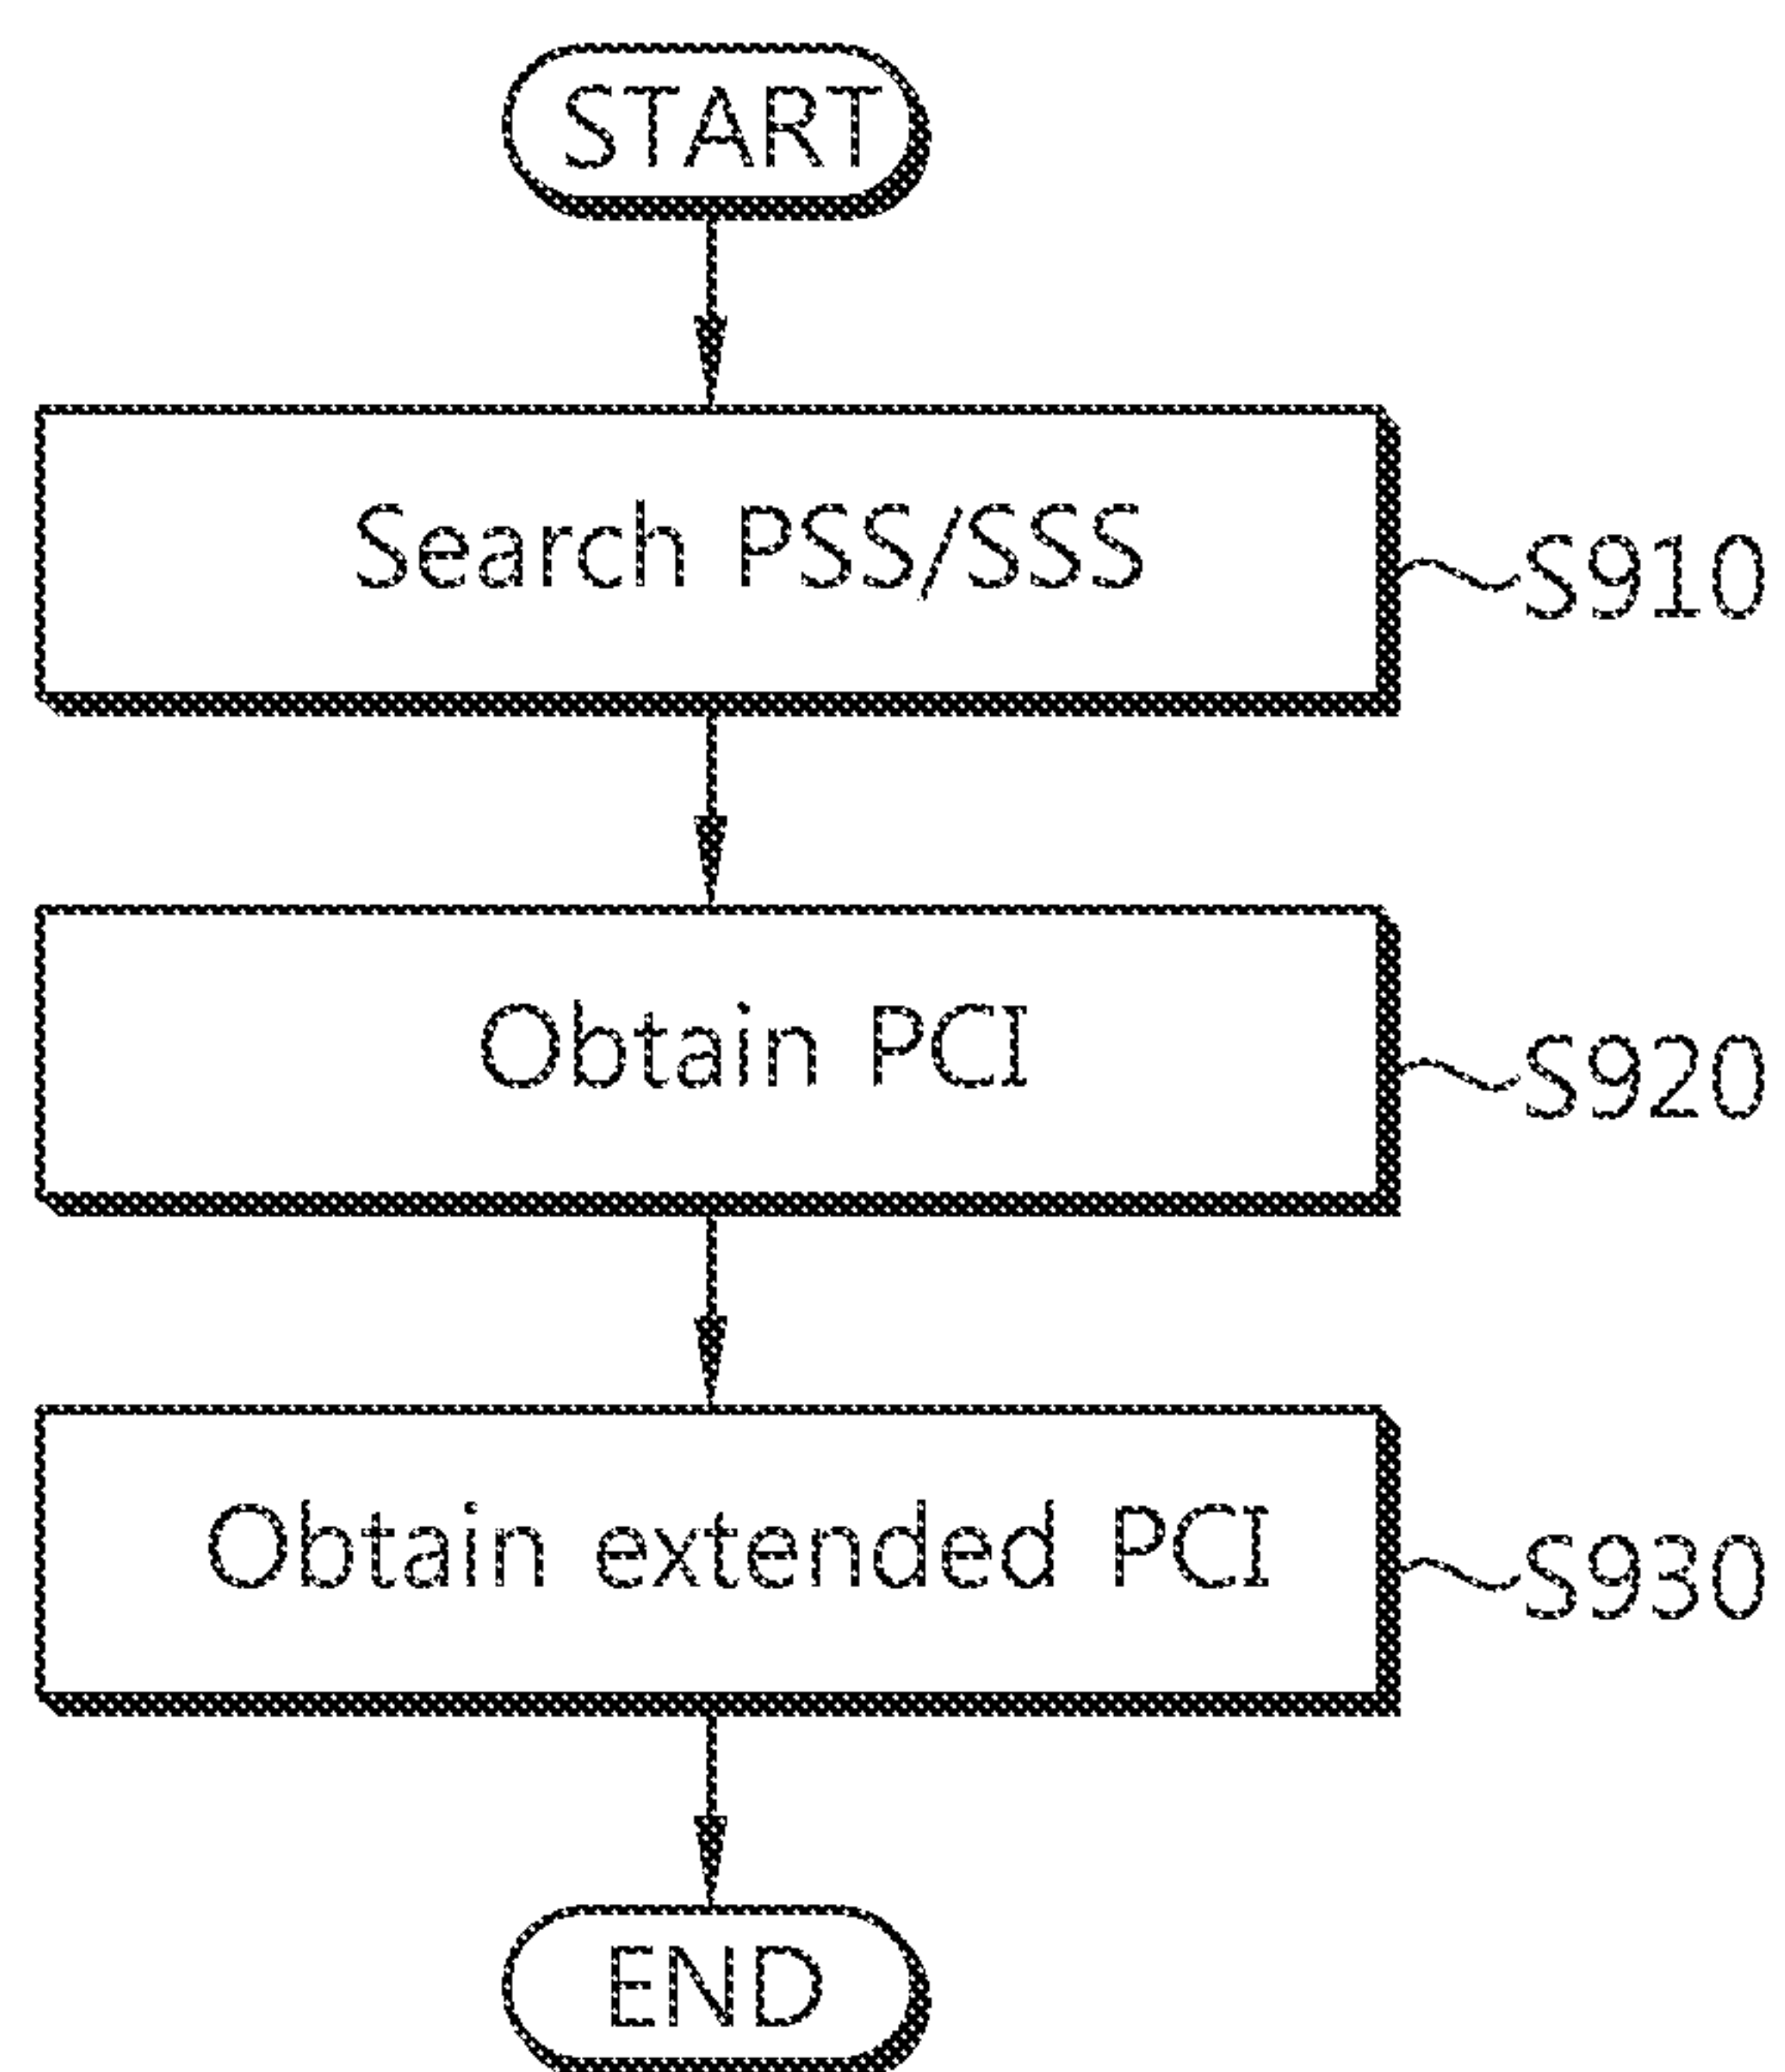 START
Search PSS/SSS
S910
Obtain PCI
S920
Obtain extended PCI
S930
END